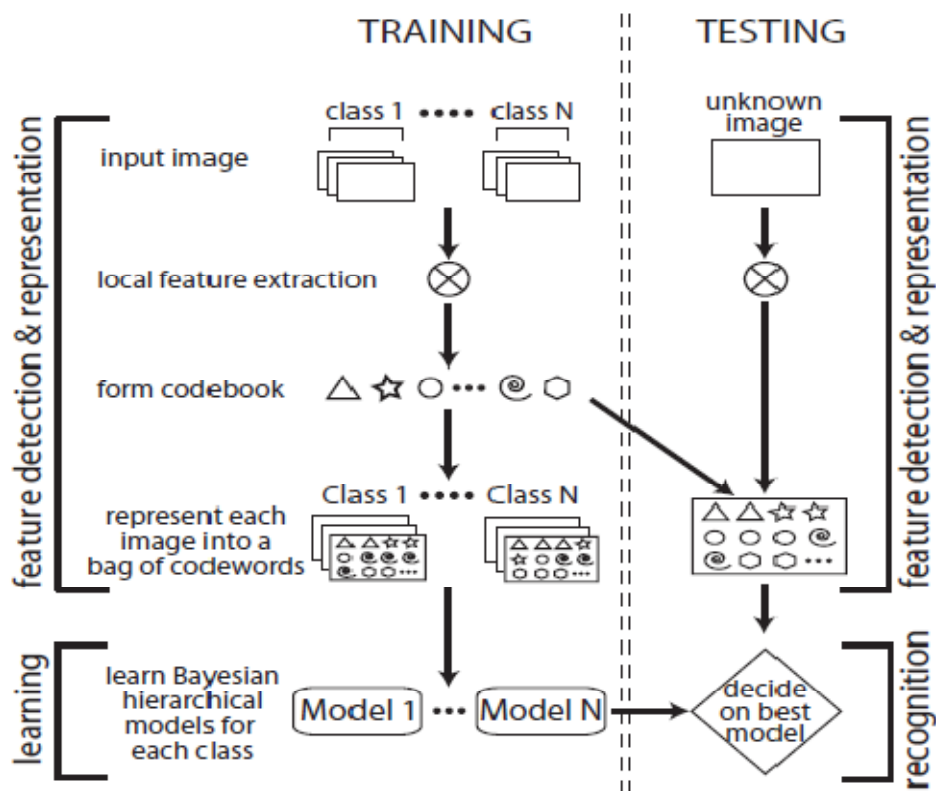 TRAINING
TESTING
class 1 •••• class N
unknown
image
input image
local feature extraction
form codebook
Class 1 •••• Class N
represent each
image into a
bag of codewords
learn Bayesian
hierarchical
models for
each class
Model 1 ••• Model N
decide
on best
model
feature detection & representation
learning
feature detection & representation
recognition